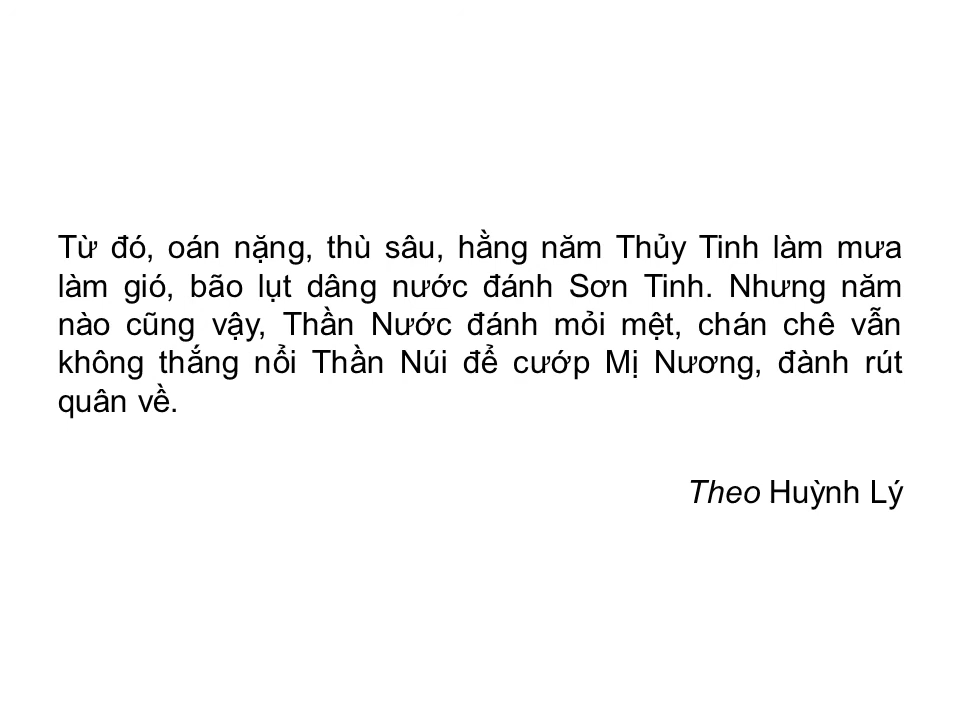 Từ đó, oán nặng, thù sâu, hằng năm Thủy Tinh làm mưa
làm gió, bão lụt dâng nước đánh Sơn Tinh. Nhưng năm
nào cũng vậy, Thần Nước đánh mỏi mệt, chán chê vẫn
không thắng nổi Thần Núi để cướp Mị Nương, đành rút
quân về.
Theo Huỳnh Lý